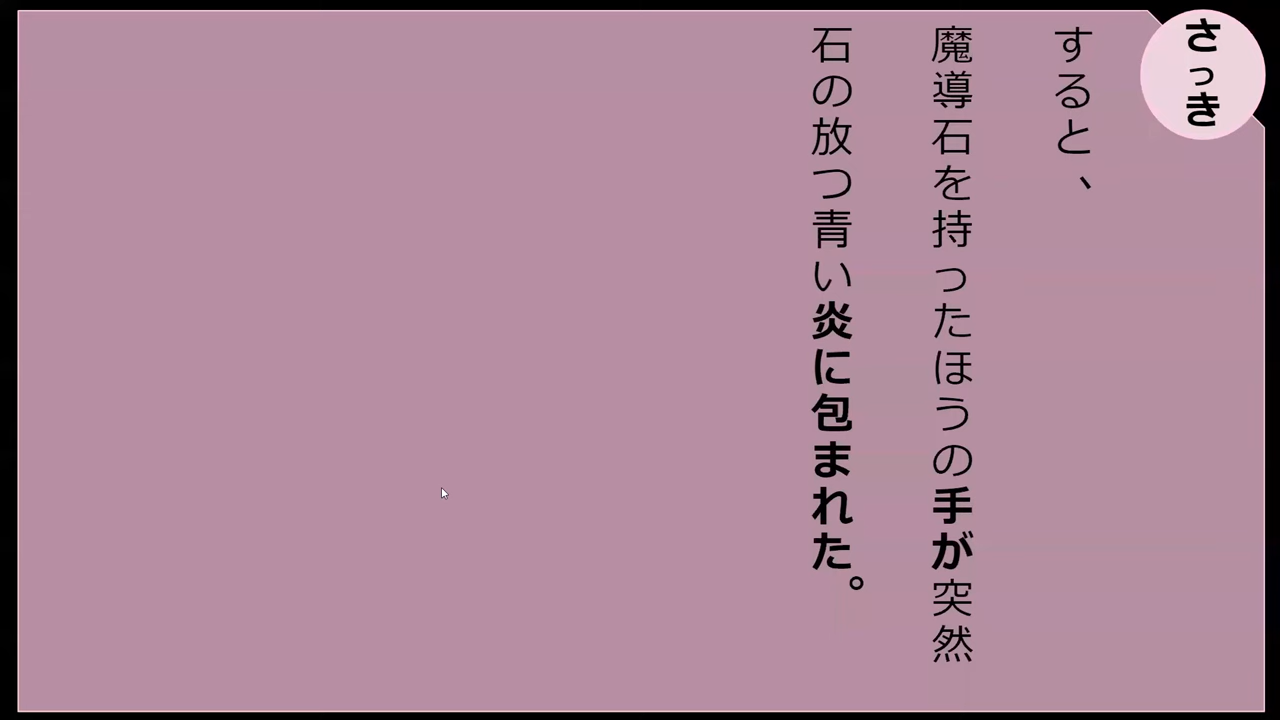 さっき
すると、
魔導石を持ったほうの手が突然
石の放つ青い炎に包まれた。